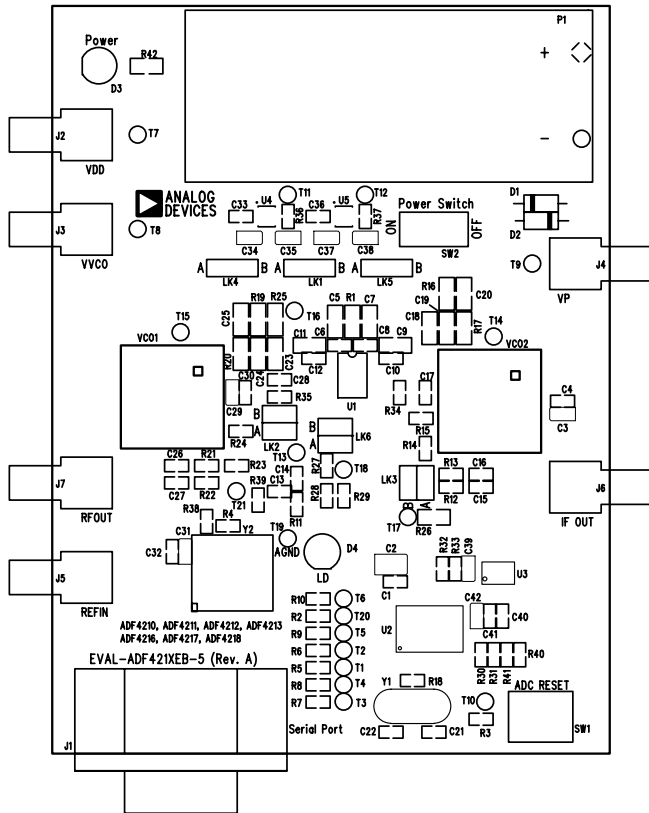 P1
Power
R42
+
D3
J2
T7
-
VDD
ANALOG
DEVICES
T11
T12
C33
U4
R36
C36
U5
R37
Power Switch
ON
OFF
D1
D2
J3
T8
C34
C35
C37
C38
SW2
VVCO
A
B
A
B
A
B
T9
J4
LK4
LK1
LK5
VP
R16
C20
C19
R19
R25
C5
R1
C7
T16
C25
C18
R17
T14
T15
C11
C6
C8
C9
VCO1
VCO2
R20
C24
C23
C12
C10
C28
C30
U1
C29
R35
R34
C17
C4
C3
B
A
B
A
R15
R24
LK2
LK6
R14
T13
C26
R21
R23
C14
R27
T18
LK3
R13
C16
J7
C27
R22
R39
C13
R28
R29
R12
C15
J6
RFOUT
T21
R11
B
A
IF OUT
R38
R4
Y2
T19
T17
R26
C31
AGND
D4
C32
C2
R32
R33
C39
U3
J5
LD
REFIN
C1
R10
T6
R2
T20
C42
C40
ADF4210, ADF4211, ADF4212, ADF4213
R9
T5
U2
C41
ADF4216, ADF4217, ADF4218
R6
T2
R40
EVAL-ADF421XEB-5 (Rev. A)
R5
T1
R30
R31
R41
R8
T4
Y1
R18
ADC RESET
R7
T3
T10
J1
Serial Port
R3
SW1
C22
C21